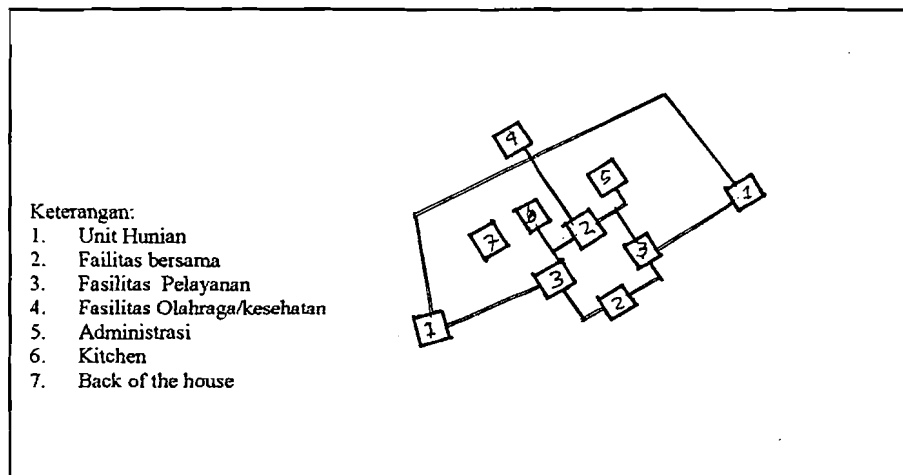 4
5
1
6
2
7
3
3
2
1
Keterangan:
1. Unit Hunian
2. Failitas bersama
3. Fasilitas Pelayanan
4. Fasilitas Olahraga/kesehatan
5. Administrasi
6. Kitchen
7. Back of the house